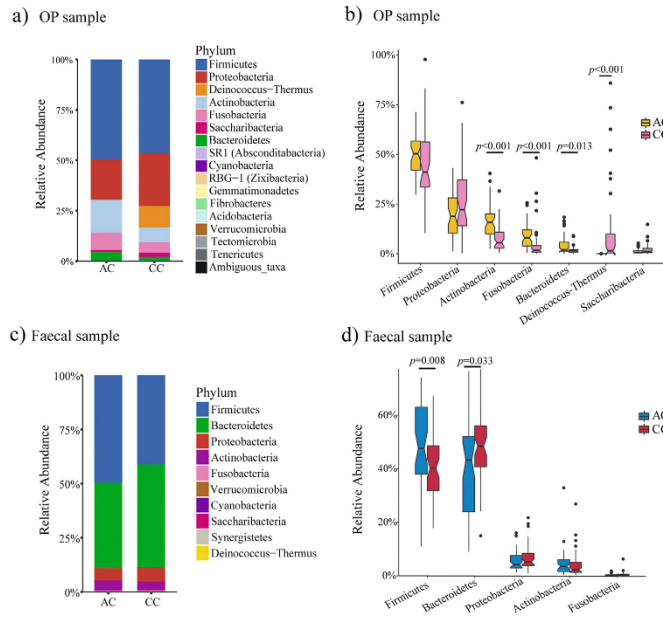 a) OP sample
100%
75%
50%
25%
0%
Relative Abundance
AC
CC
Phylum
Firmicutes
Proteobacteria
Deinococcus−Thermus
Actinobacteria
Fusobacteria
Saccharibacteria
Bacteroidetes
SR1 (Absconditabacteria)
Cyanobacteria
RBG−1 (Zixibacteria)
Gemmatimonadetes
Fibrobacteres
Acidobacteria
Verrucomicrobia
Tectomicrobia
Tenericutes
Ambiguous_taxa
b) OP sample
100%
75%
50%
25%
0%
Relative Abundance
p<0.001
p<0.001
p=0.013
p<0.001
Firmicutes
Proteobacteria
Actinobacteria
Fusobacteria
Bacteroidetes
Deinococcus-Thermus
Saccharibacteria
c) Faecal sample
100%
75%
50%
25%
0%
Relative Abundance
AC
CC
Phylum
Firmicutes
Bacteroidetes
Proteobacteria
Actinobacteria
Fusobacteria
Verrucomicrobia
Cyanobacteria
Saccharibacteria
Synergistetes
Deinococcus−Thermus
d) Faecal sample
60%
40%
20%
0%
Relative Abundance
p=0.008
p=0.033
Firmicutes
Bacteroidetes
Proteobacteria
Actinobacteria
Fusobacteria